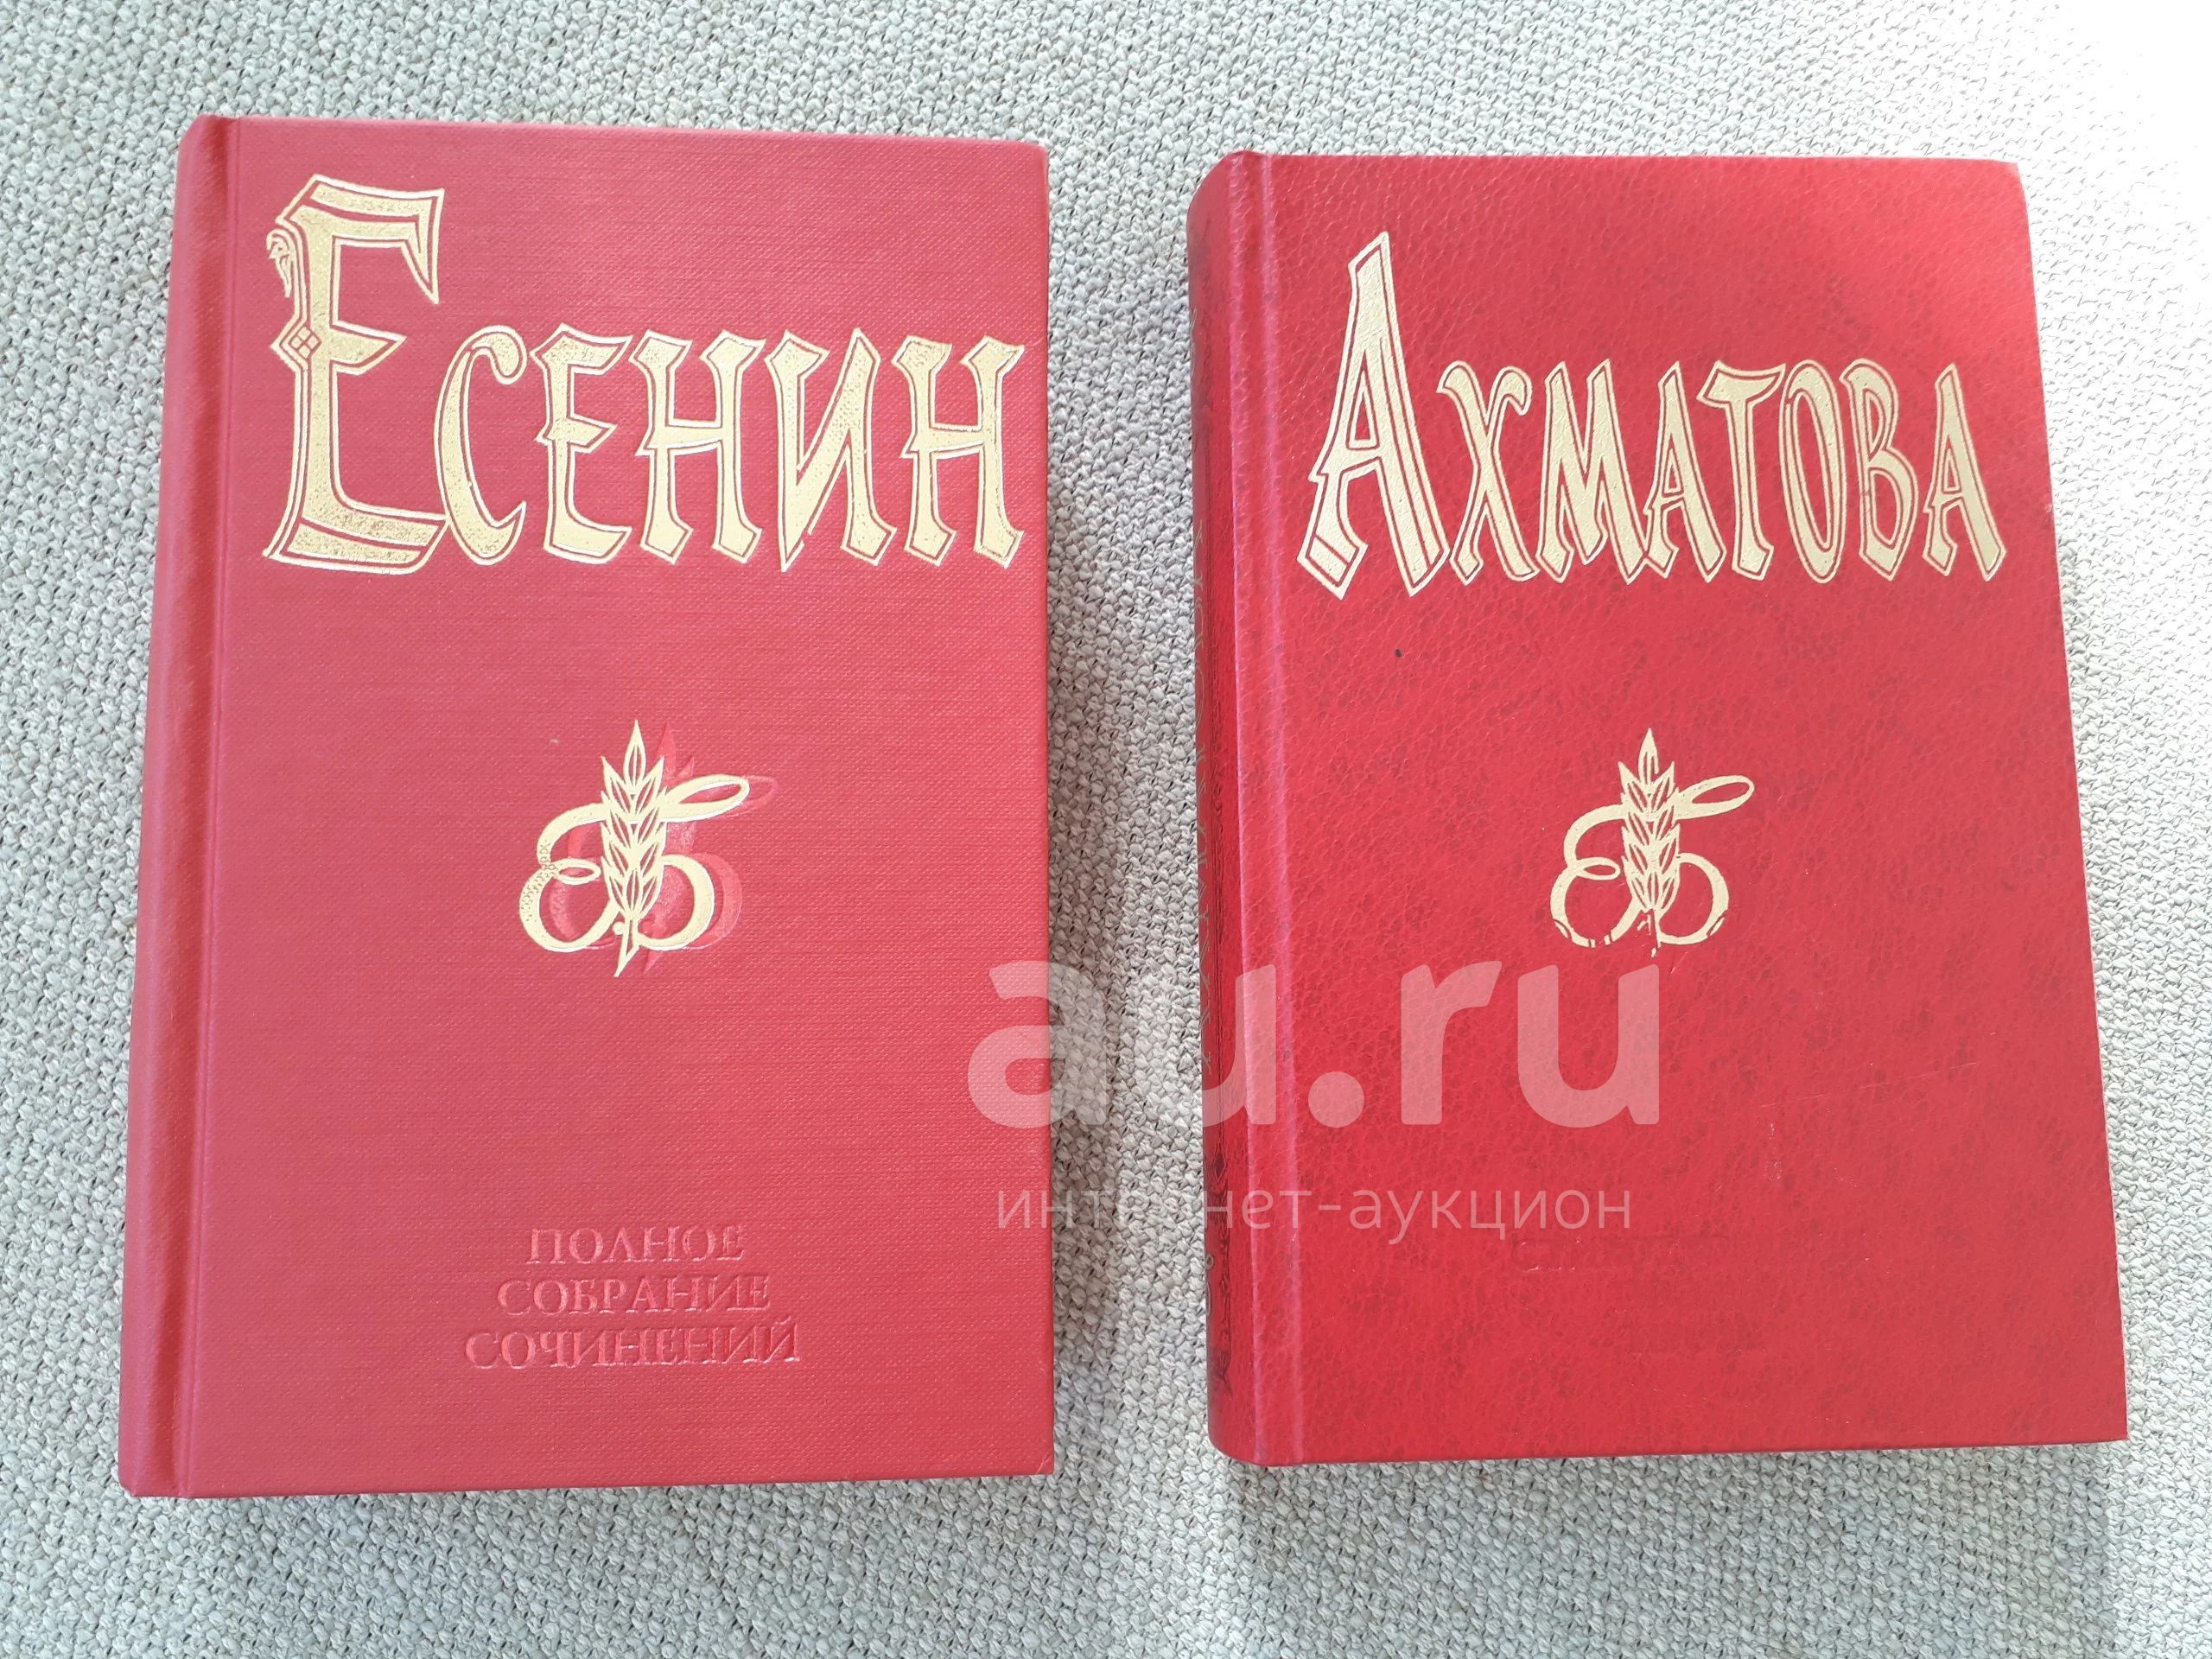 Есенин
Б
ПОЛНОЕ
СОБРАНИЕ
СОЧИНЕНИЙ
Ахматова
Б
au.ru
интернет-аукцион